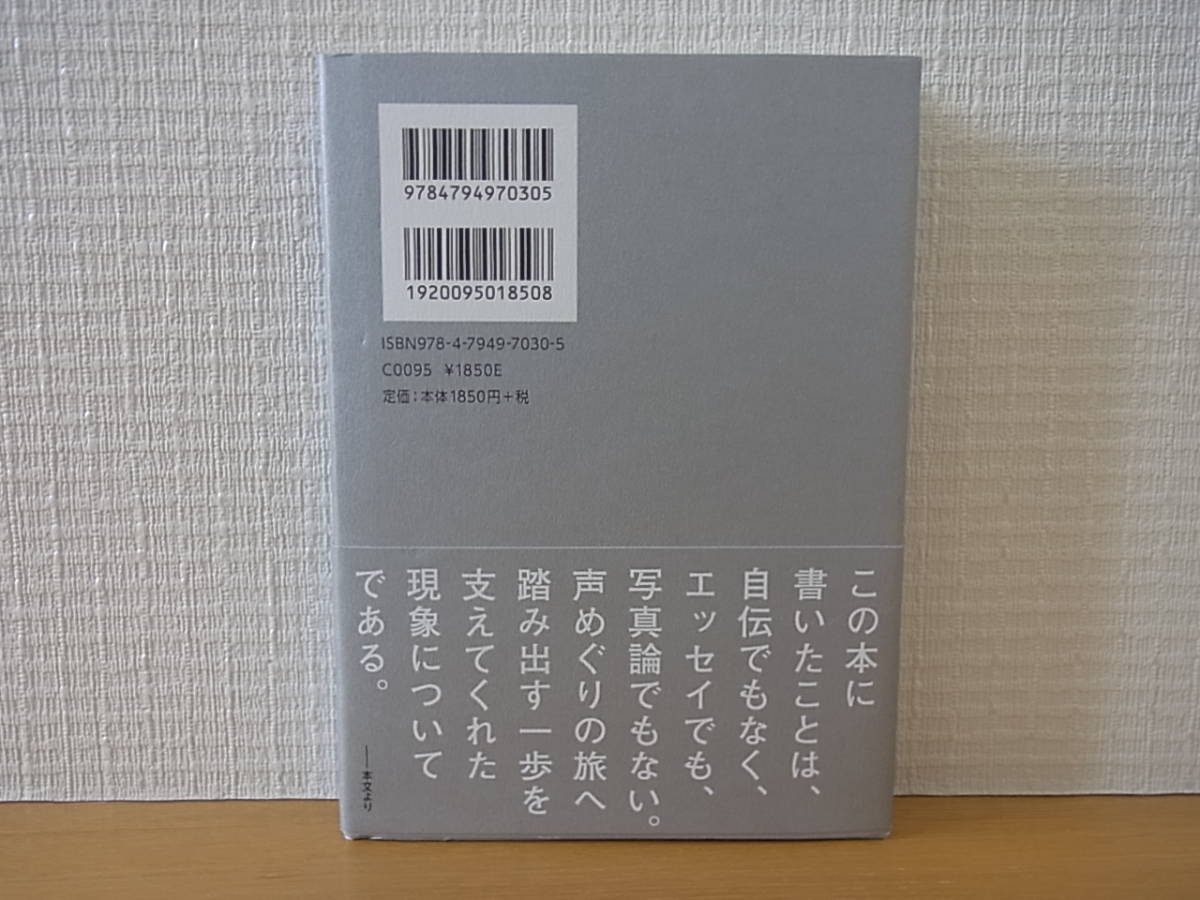 9784794970305
1920095018508
ISBN978-4-7949-7030-5
C0095 ¥1850E
定価:本体1850円+税
この本に
書いたことは、
自伝でもなく、
エッセイでも、
写真論でもない。
声めぐりの旅へ
踏み出す一歩を
支えてくれた
現象について
である。
——本文より